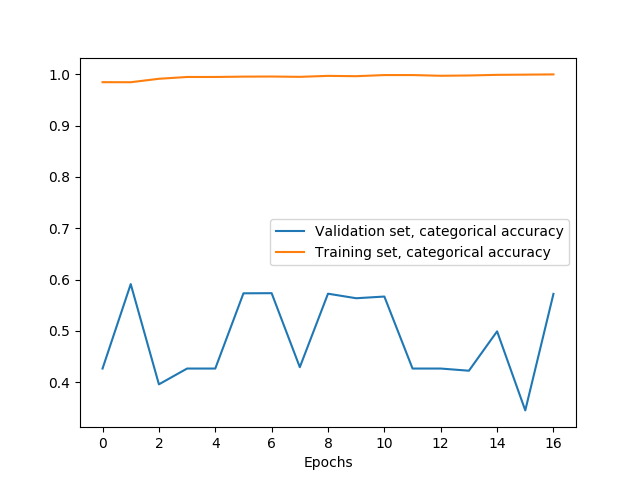 1.0
0.9
0.8
0.7
0.6
0.5
0.4
Validation set, categorical accuracy
Training set, categorical accuracy
0 2 4 6 8 10 12 14 16
Epochs